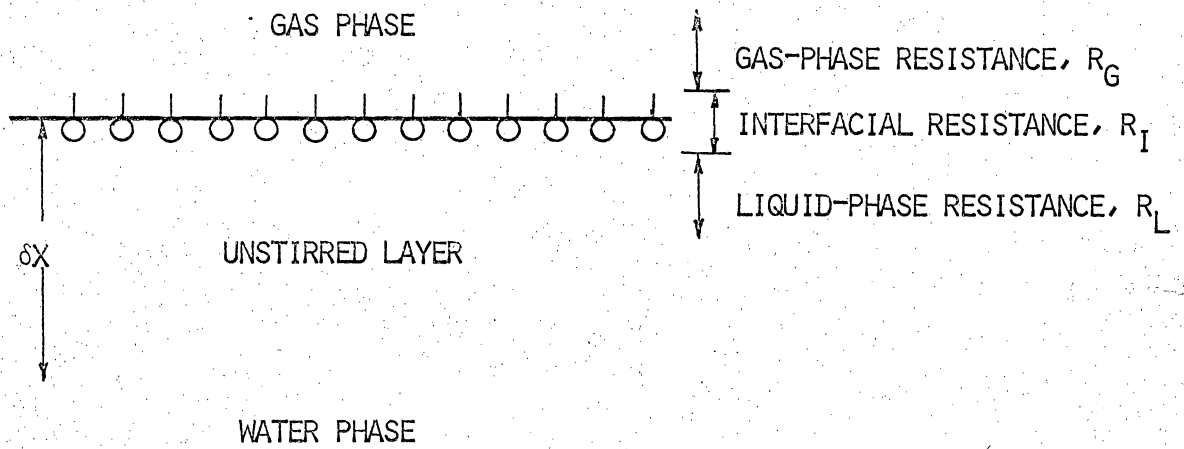 GAS PHASE
GAS-PHASE RESISTANCE, R_G
INTERFACIAL RESISTANCE, R_I
LIQUID-PHASE RESISTANCE, R_L
δX
UNSTIRRED LAYER
WATER PHASE